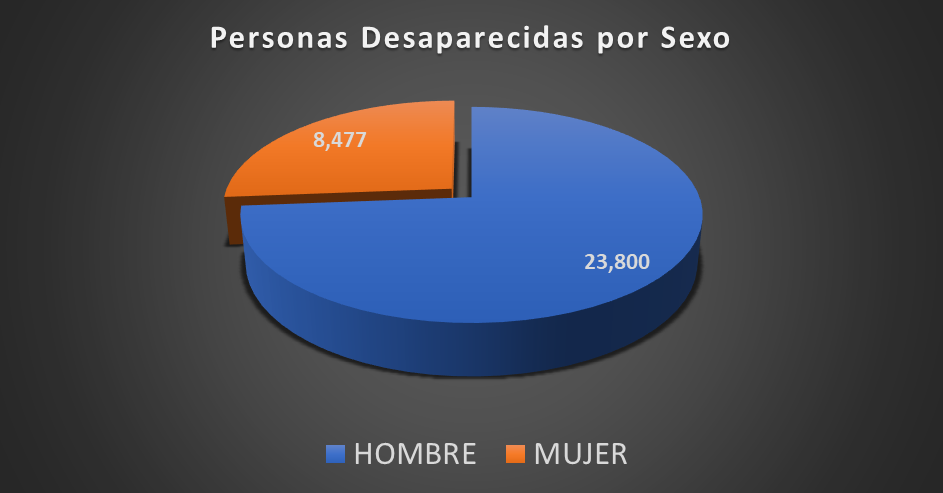 Personas Desaparecidas por Sexo
8,477
23,800
HOMBRE MUJER